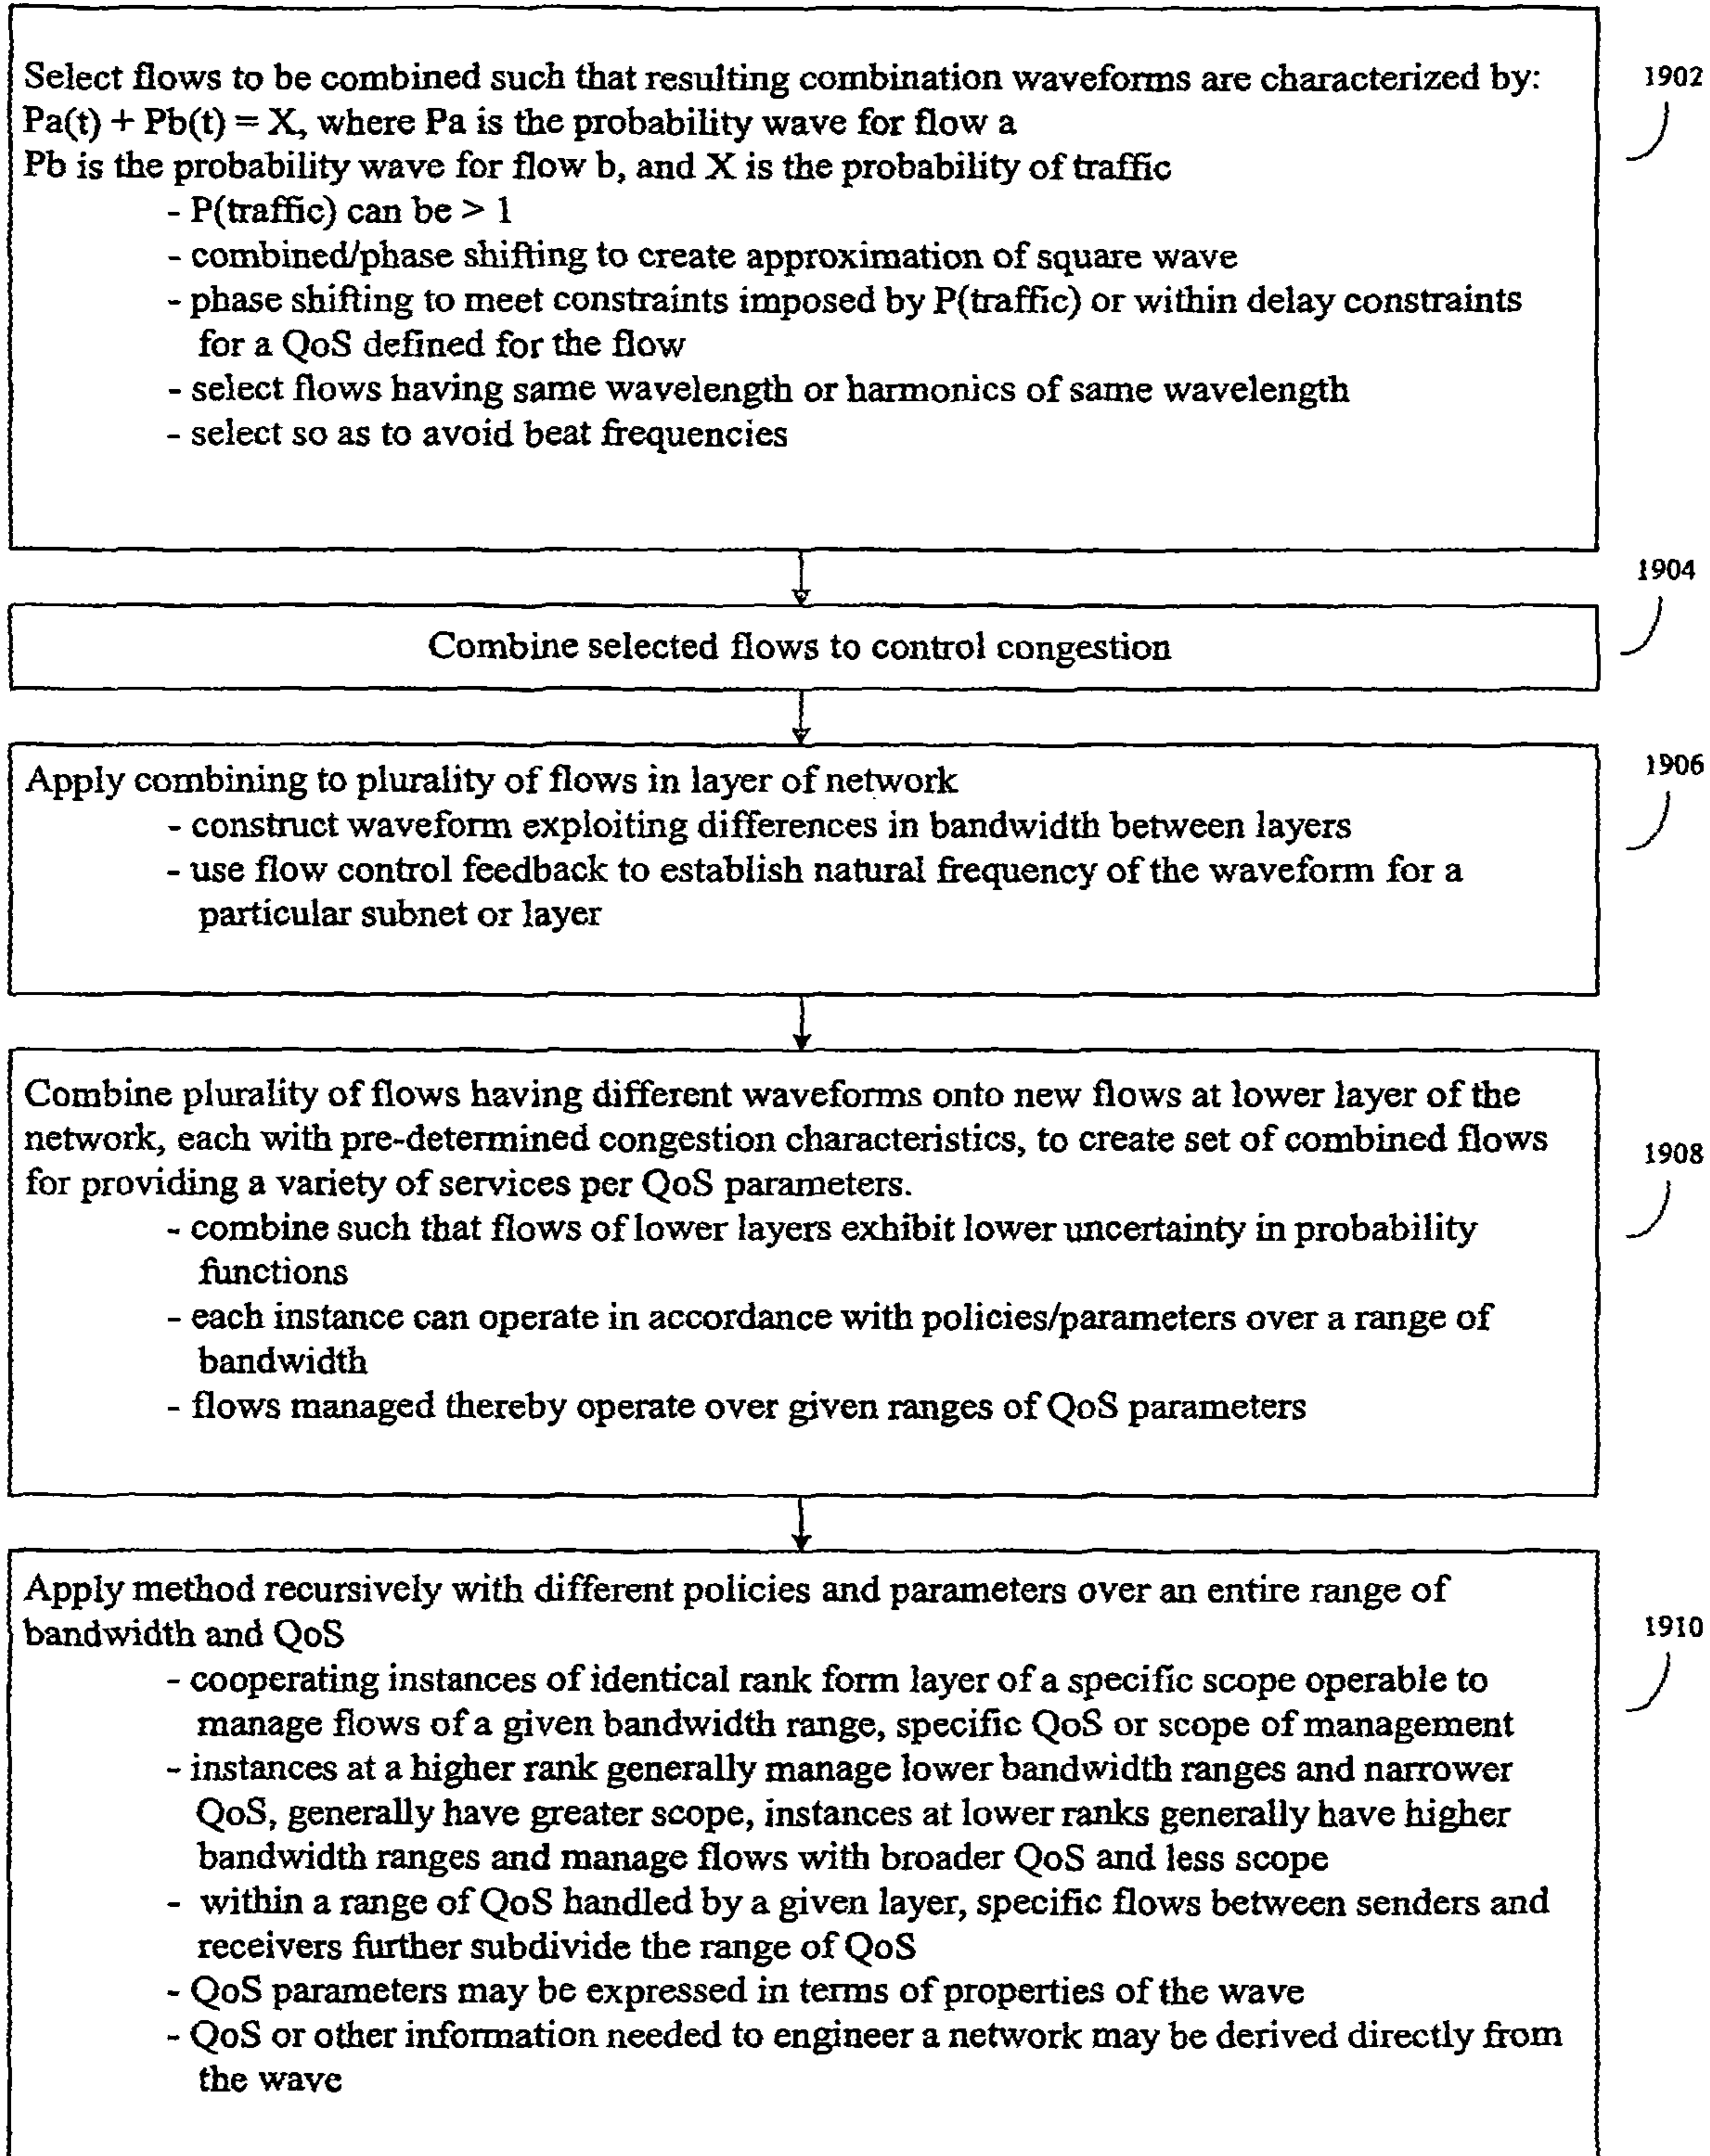 Select flows to be combined such that resulting combination waveforms are characterized by:
1902
Pa(t) + Pb(t) = X, where Pa is the probability wave for flow a
Pb is the probability wave for flow b, and X is the probability of traffic
- P(traffic) can be > 1
- combined/phase shifting to create approximation of square wave
- phase shifting to meet constraints imposed by P(traffic) or within delay constraints
for a QoS defined for the flow
- select flows having same wavelength or harmonics of same wavelength
- select so as to avoid beat frequencies
1904
Combine selected flows to control congestion
1906
Apply combining to plurality of flows in layer of network
- construct waveform exploiting differences in bandwidth between layers
- use flow control feedback to establish natural frequency of the waveform for a
particular subnet or layer
Combine plurality of flows having different waveforms onto new flows at lower layer of the
network, each with pre-determined congestion characteristics, to create set of combined flows
1908
for providing a variety of services per QoS parameters.
- combine such that flows of lower layers exhibit lower uncertainty in probability
functions
- each instance can operate in accordance with policies/parameters over a range of
bandwidth
- flows managed thereby operate over given ranges of QoS parameters
Apply method recursively with different policies and parameters over an entire range of
bandwidth and QoS
1910
- cooperating instances of identical rank form layer of a specific scope operable to
manage flows of a given bandwidth range, specific QoS or scope of management
- instances at a higher rank generally manage lower bandwidth ranges and narrower
QoS, generally have greater scope, instances at lower ranks generally have higher
bandwidth ranges and manage flows with broader QoS and less scope
- within a range of QoS handled by a given layer, specific flows between senders and
receivers further subdivide the range of QoS
- QoS parameters may be expressed in terms of properties of the wave
- QoS or other information needed to engineer a network may be derived directly from
the wave